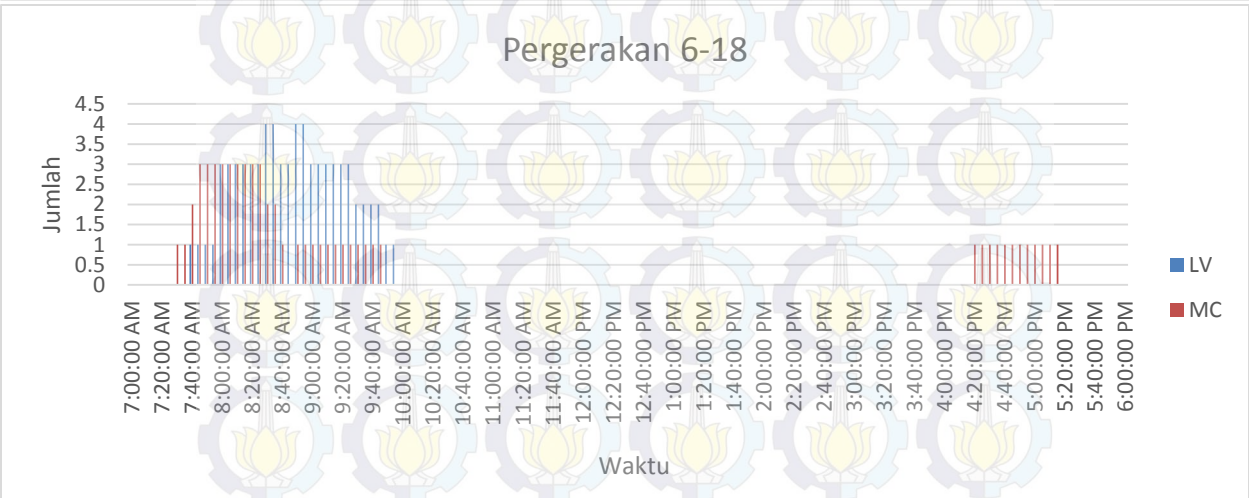 Pergerakan 6-18
Jumlah
4.5
4
3.5
3
2.5
2
1.5
1
0.5
0
7:00:00 AM
7:20:00 AM
7:40:00 AM
8:00:00 AM
8:20:00 AM
8:40:00 AM
9:00:00 AM
9:20:00 AM
9:40:00 AM
10:00:00 AM
10:20:00 AM
10:40:00 AM
11:00:00 AM
11:20:00 AM
11:40:00 AM
12:00:00 PM
12:20:00 PM
12:40:00 PM
1:00:00 PM
1:20:00 PM
1:40:00 PM
2:00:00 PM
2:20:00 PM
2:40:00 PM
3:00:00 PM
3:20:00 PM
3:40:00 PM
4:00:00 PM
4:20:00 PM
4:40:00 PM
5:00:00 PM
5:20:00 PM
5:40:00 PM
6:00:00 PM
Waktu
LV
MC